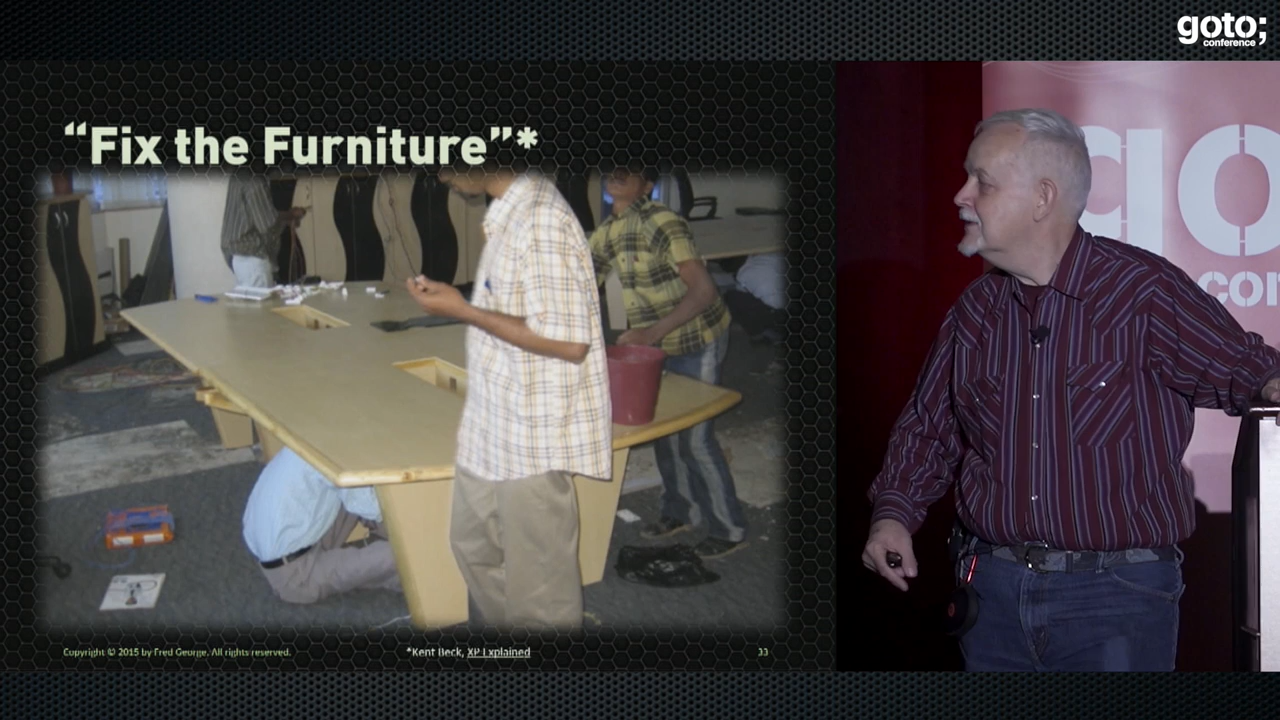 goto;
conference
"Fix the Furniture"*
Copyright © 2015 by Fred George. All rights reserved.
*Kent Beck, XP Explained
33